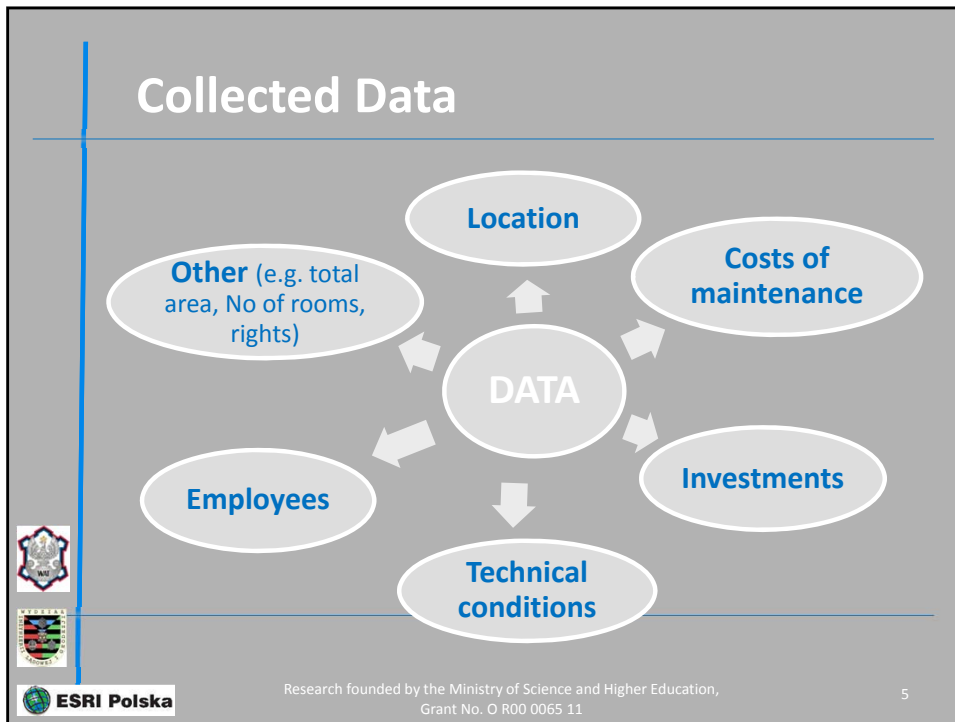 Collected Data
Location
Costs of
maintenance
Other (e.g. total
area, No of rooms,
rights)
DATA
Employees
Investments
Technical
conditions
WAT
ESRI Polska
Research founded by the Ministry of Science and Higher Education,
Grant No. O R00 0065 11
5